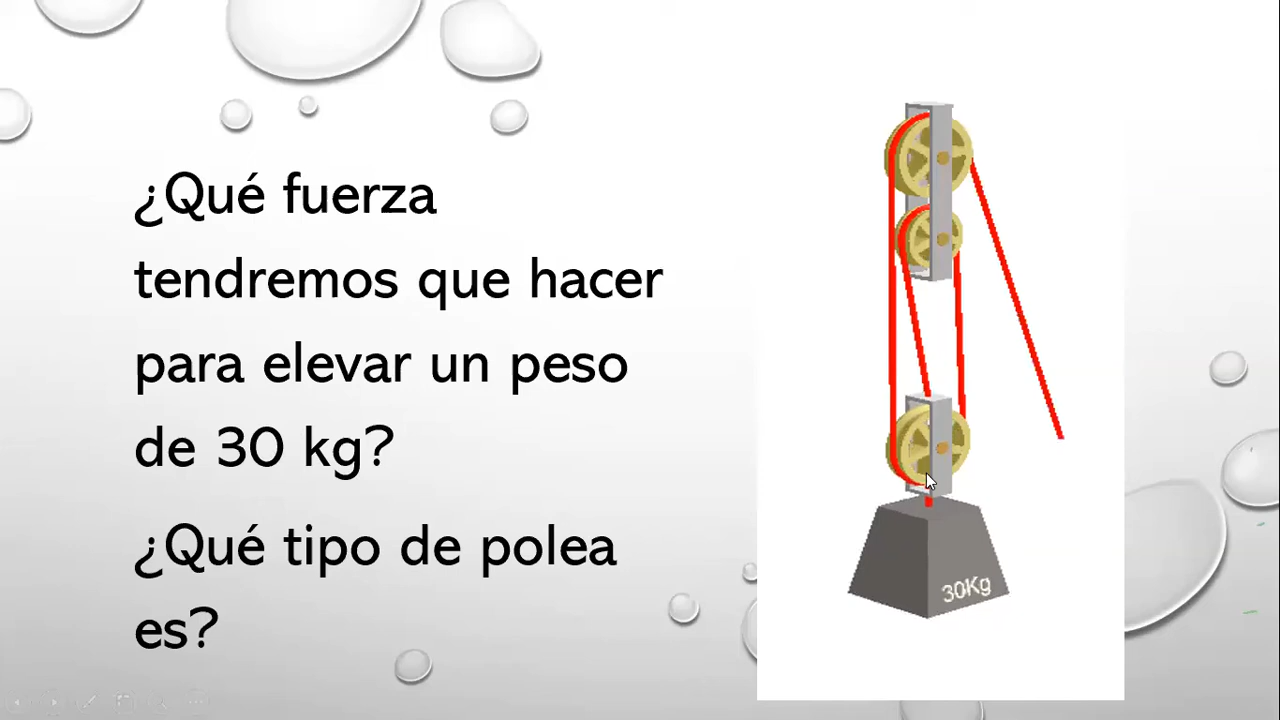 ¿Qué fuerza
tendremos que hacer
para elevar un peso
de 30 kg?
¿Qué tipo de polea
es?
30Kg